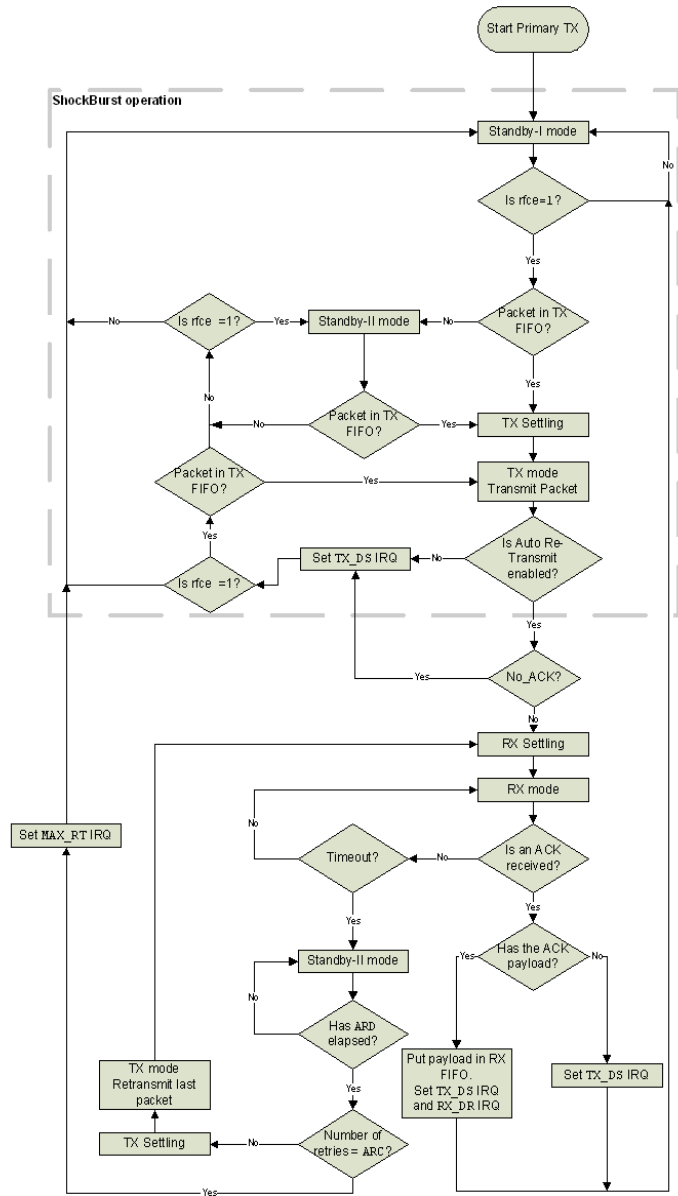 Start Primary TX
ShockBurst operation
Standby-I mode
No
Is rfce=1?
Yes
No
Is rfce =1?
Yes
Standby-II mode
No
Packet in TX
FIFO?
No
Yes
Packet in TX
FIFO?
No
Yes
TX Settling
Packet in TX
FIFO?
Yes
TX mode
Transmit Packet
Yes
Is Auto Re-
Transmit
enabled?
No
Set TX_DS IRQ
Is rfce =1?
Yes
No_ACK?
Yes
No
RX Settling
RX mode
No
Set MAX_RT IRQ
Timeout?
No
Is an ACK
received?
Yes
Yes
Standby-II mode
Yes
Has the ACK
payload?
No
No
Has ARD
elapsed?
Yes
TX mode
Retransmit last
packet
Put payload in RX
FIFO.
Set TX_DS IRQ
and RX_DR IRQ
Set TX_DS IRQ
TX Settling
No
Number of
retries = ARC?
Yes